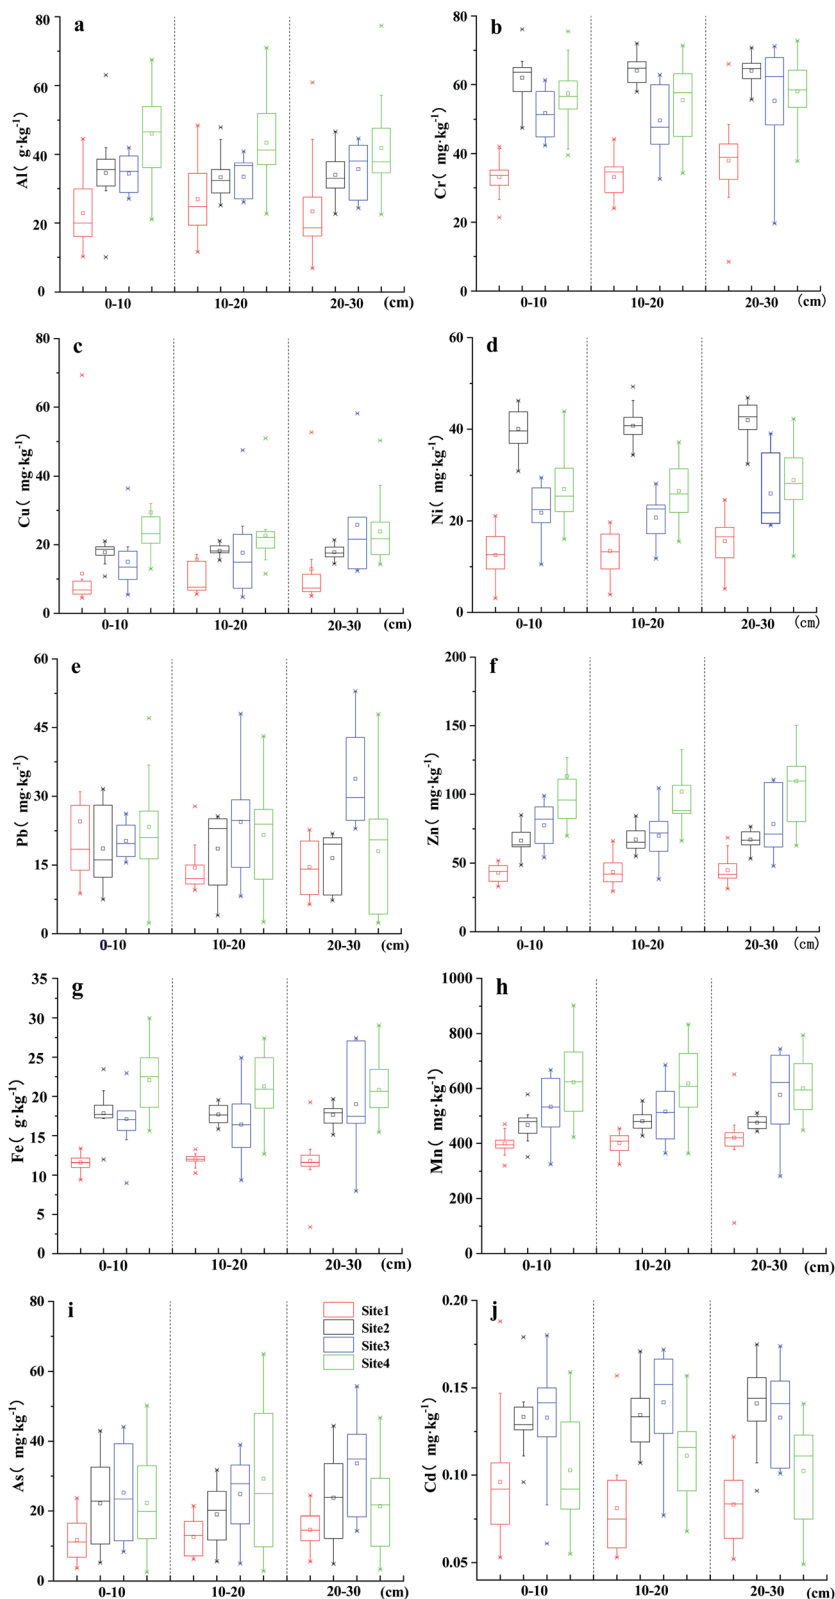 a
Al( g·kg⁻¹)
80
60
40
20
0
0-10
10-20
20-30
(cm)
b
Cr( mg·kg⁻¹)
80
60
40
20
0
0-10
10-20
20-30
(cm)
c
Cu( mg·kg⁻¹)
80
60
40
20
0
0-10
10-20
20-30
(cm)
d
Ni( mg·kg⁻¹)
60
40
20
0
0-10
10-20
20-30
(cm)
e
Pb( mg·kg⁻¹)
60
45
30
15
0
0-10
10-20
20-30
(cm)
f
Zn( mg·kg⁻¹)
200
150
100
50
0
0-10
10-20
20-30
(cm)
g
Fe( g·kg⁻¹)
35
30
25
20
15
10
5
0
0-10
10-20
20-30
(cm)
h
Mn( mg·kg⁻¹)
1000
800
600
400
200
0
0-10
10-20
20-30
(cm)
i
As( mg·kg⁻¹)
80
60
40
20
0
Site1
Site2
Site3
Site4
0-10
10-20
20-30
(cm)
j
Cd( mg·kg⁻¹)
0.20
0.15
0.10
0.05
0-10
10-20
20-30
(cm)